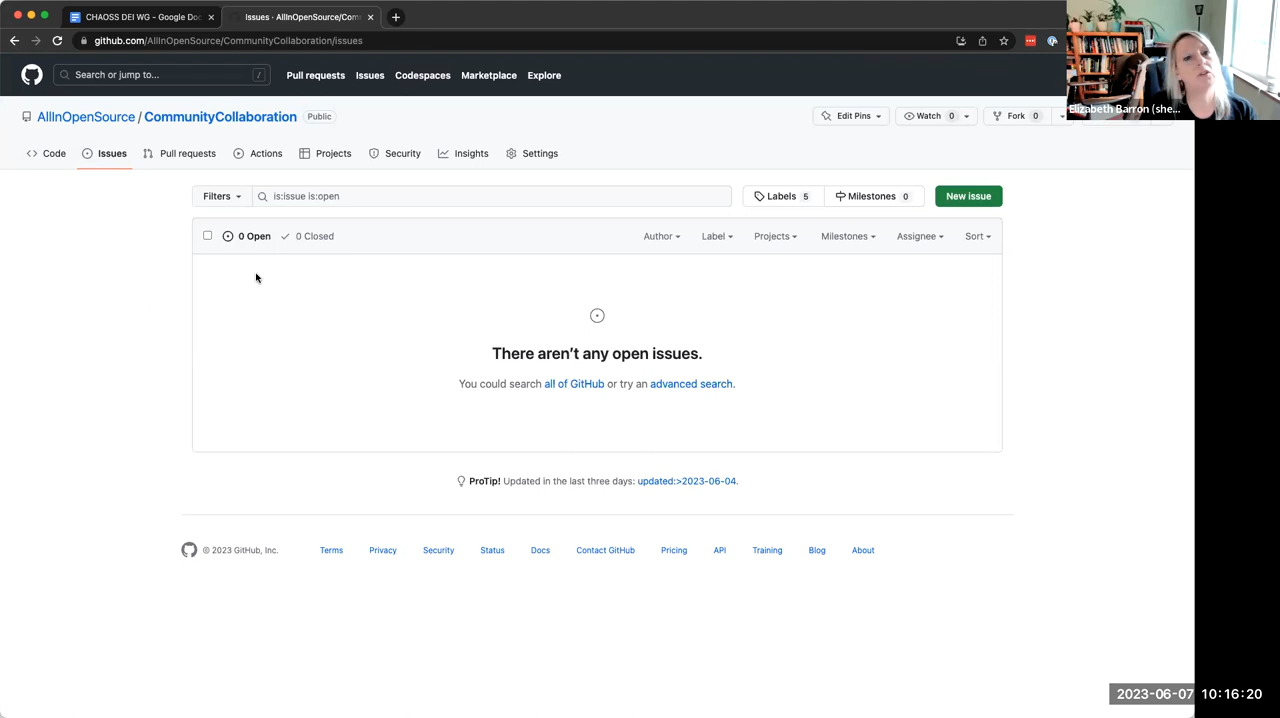 CHAOSS DEI WG - Google Doc
Issues · AllInOpenSource/Com
github.com/AllInOpenSource/CommunityCollaboration/issues
Elizabeth Barron (she...
Search or jump to...
/
Pull requests
Issues
Codespaces
Marketplace
Explore
AllInOpenSource / CommunityCollaboration
Public
Edit Pins
Watch 0
Fork 0
Code
Issues
Pull requests
Actions
Projects
Security
Insights
Settings
Filters
is:issue is:open
Labels 5
Milestones 0
New issue
0 Open
0 Closed
Author
Label
Projects
Milestones
Assignee
Sort
There aren't any open issues.
You could search all of GitHub or try an advanced search.
ProTip! Updated in the last three days: updated:>2023-06-04.
© 2023 GitHub, Inc.
Terms
Privacy
Security
Status
Docs
Contact GitHub
Pricing
API
Training
Blog
About
2023-06-07 10:16:20